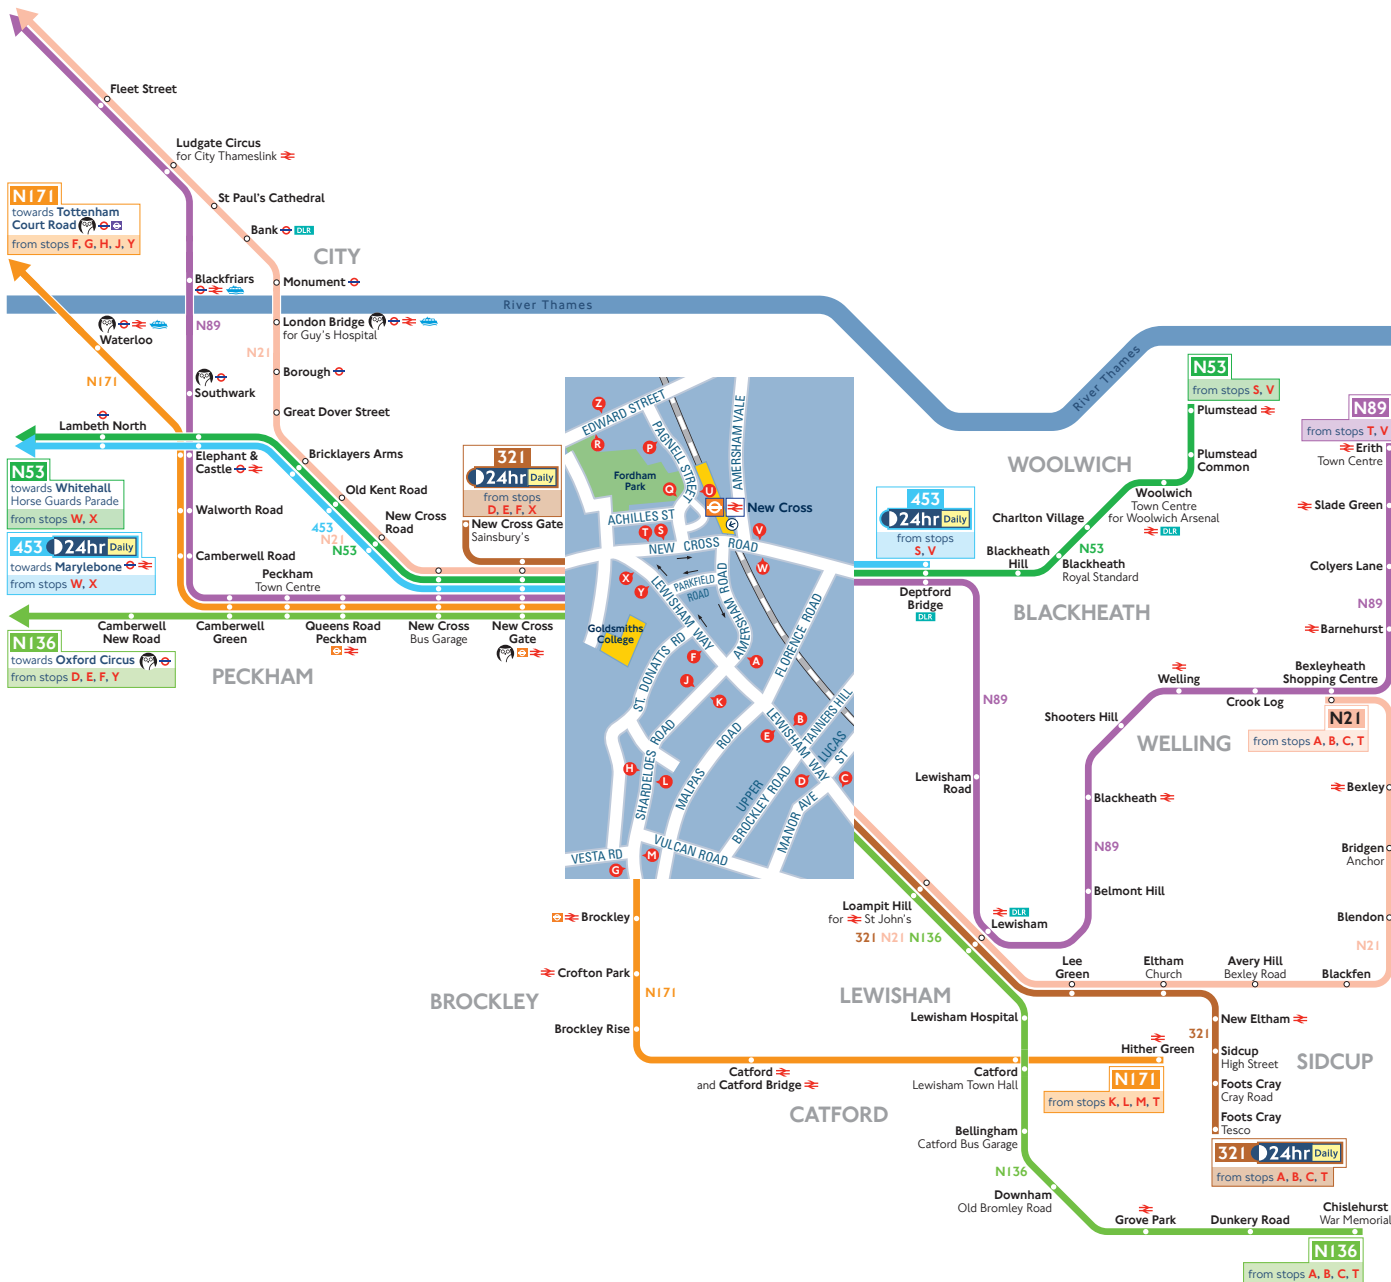 Fleet Street
Ludgate Circus
for City Thameslink
St Paul's Cathedral
Bank DLR
CITY
N171
towards Tottenham
Court Road
from stops F, G, H, J, Y
Blackfriars
Monument
River Thames
N89
London Bridge
for Guy's Hospital
Waterloo
N21
Borough
N171
Southwark
Great Dover Street
Lambeth North
Elephant &
Castle
Bricklayers Arms
N53
towards Whitehall
Horse Guards Parade
from stops W, X
Old Kent Road
Walworth Road
New Cross
Road
453
N21
N53
453 24hr Daily
towards Marylebone
from stops W, X
Camberwell Road
Peckham
Town Centre
N136
towards Oxford Circus
from stops D, E, F, Y
Camberwell
New Road
Camberwell
Green
Queens Road
Peckham
New Cross
Bus Garage
New Cross
Gate
PECKHAM
321
24hr Daily
from stops
D, E, F, X
New Cross Gate
Sainsbury's
Z
EDWARD STREET
R
P
PAGNELL STREET
AMERSHAM VALE
Fordham
Park
Q
U
New Cross
ACHILLES ST
T
S
V
NEW CROSS ROAD
W
X
Y
PARKFIELD
ROAD
LEWISHAM WAY
AMERSHAM ROAD
FLORENCE ROAD
Goldsmiths
College
ST. DONATTS RD
F
A
J
K
B
E
TANNERS HILL
LEWISHAM WAY
LUCAS
ST
H
L
SHARDELOES ROAD
MALPAS ROAD
UPPER
BROCKLEY ROAD
D
C
MANOR AVE
VESTA RD
M
G
VULCAN ROAD
River Thames
N53
from stops S, V
Plumstead
Plumstead
Common
WOOLWICH
Woolwich
Town Centre
for Woolwich Arsenal
DLR
Charlton Village
N53
Blackheath
Hill
Blackheath
Royal Standard
BLACKHEATH
453
24hr Daily
from stops
S, V
Deptford
Bridge
DLR
N89
from stops T, V
Erith
Town Centre
Slade Green
Colyers Lane
N89
Barnehurst
Bexleyheath
Shopping Centre
Welling
Crook Log
Shooters Hill
WELLING
N21
from stops A, B, C, T
N89
Lewisham
Road
Blackheath
N89
Belmont Hill
Bexley
Bridgen
Anchor
Blendon
N21
Blackfen
DLR
Lewisham
Loampit Hill
for St John's
321 N21 N136
Lee
Green
Eltham
Church
Avery Hill
Bexley Road
LEWISHAM
Brockley
Crofton Park
BROCKLEY
N171
Brockley Rise
Catford
and Catford Bridge
CATFORD
Lewisham Hospital
Catford
Lewisham Town Hall
Hither Green
N171
from stops K, L, M, T
New Eltham
321
Sidcup
High Street
SIDCUP
Foots Cray
Cray Road
Foots Cray
Tesco
321 24hr Daily
from stops A, B, C, T
Bellingham
Catford Bus Garage
N136
Downham
Old Bromley Road
Grove Park
Dunkery Road
Chislehurst
War Memorial
N136
from stops A, B, C, T